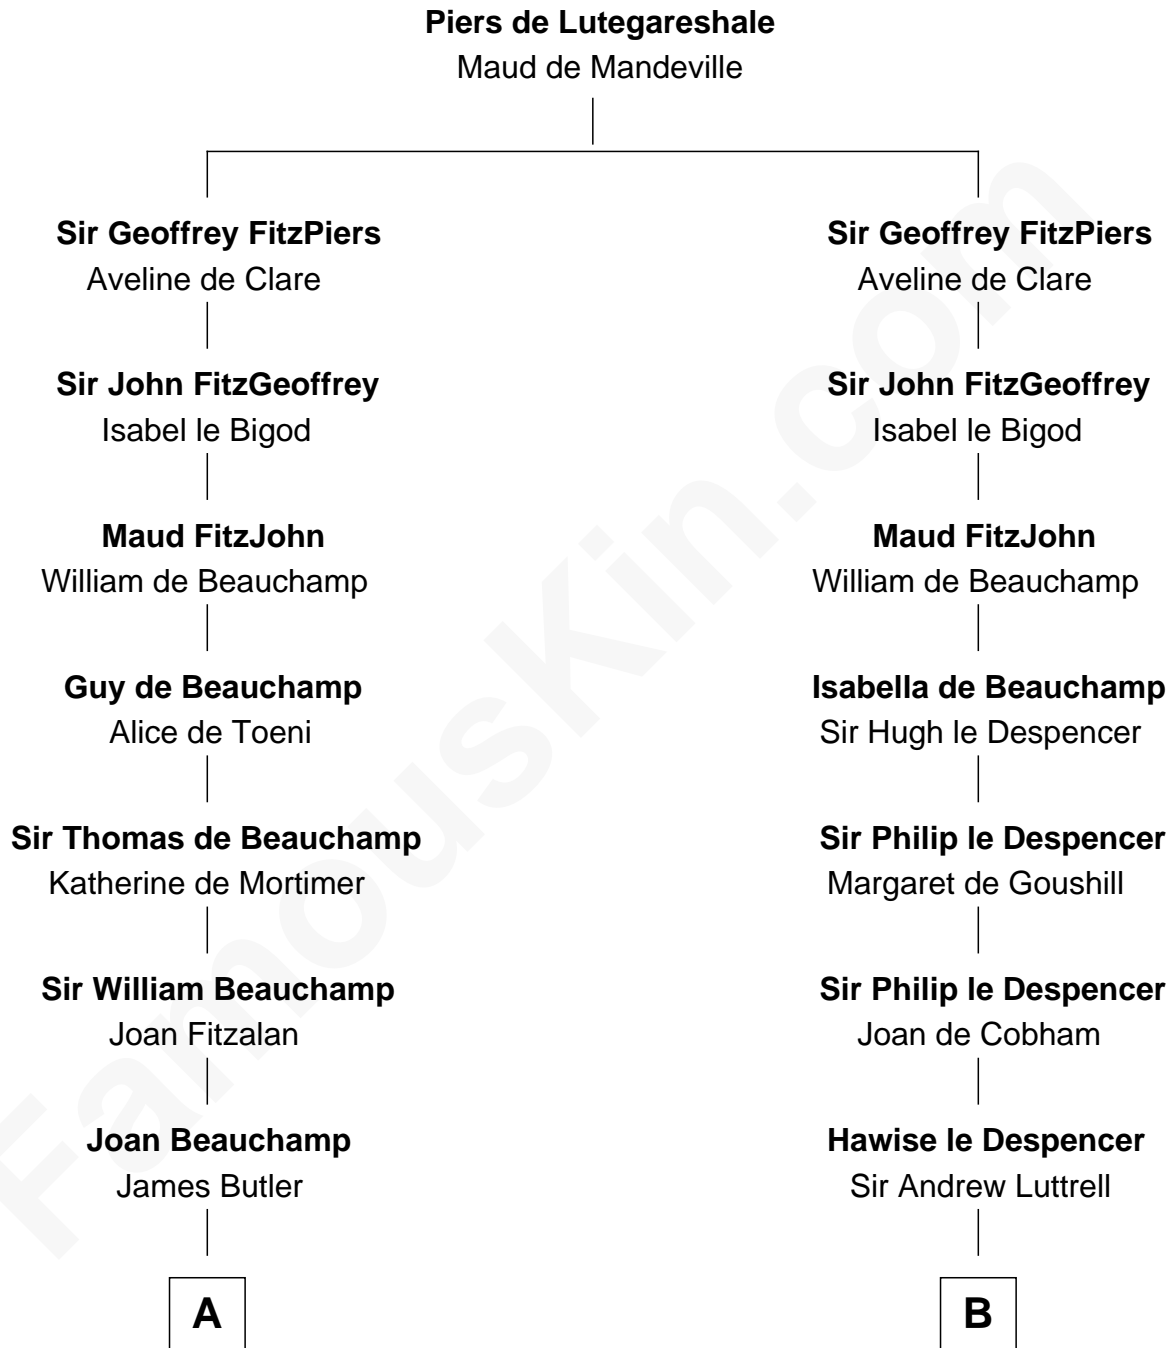 Piers de Lutegareshale
Maud de Mandeville
Sir Geoffrey FitzPiers
Aveline de Clare
Sir John FitzGeoffrey
Isabel le Bigod
Maud FitzJohn
William de Beauchamp
Guy de Beauchamp
Alice de Toeni
Sir Thomas de Beauchamp
Katherine de Mortimer
Sir William Beauchamp
Joan Fitzalan
Joan Beauchamp
James Butler
A
Sir Geoffrey FitzPiers
Aveline de Clare
Sir John FitzGeoffrey
Isabel le Bigod
Maud FitzJohn
William de Beauchamp
Isabella de Beauchamp
Sir Hugh le Despencer
Sir Philip le Despencer
Margaret de Goushill
Sir Philip le Despencer
Joan de Cobham
Hawise le Despencer
Sir Andrew Luttrell
B
FamousKin.com